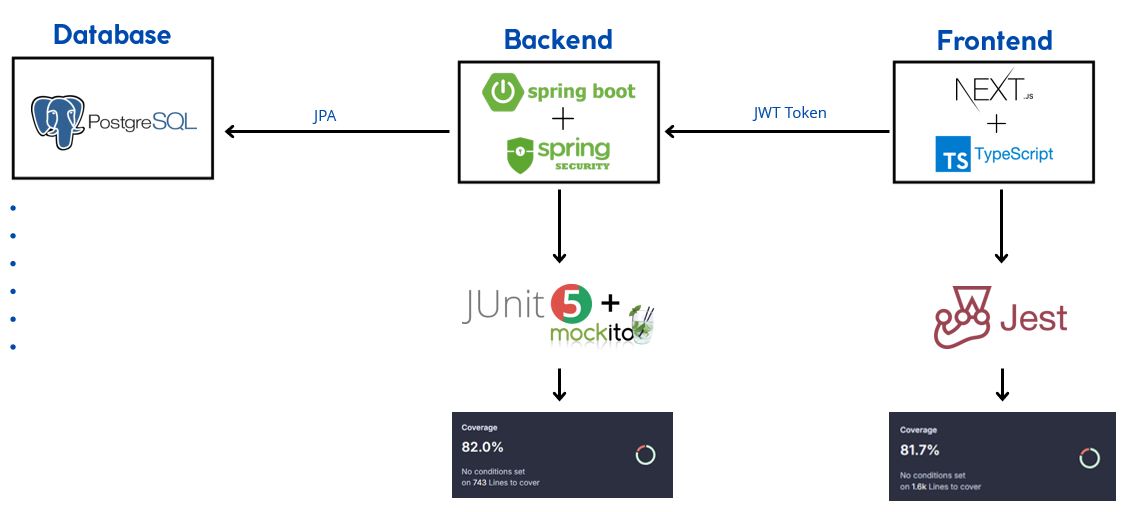 Database
Backend
Frontend
PostgreSQL
JPA
spring boot
+
spring
SECURITY
JWT Token
NEXT.JS
+
TS TypeScript
•
•
•
•
•
•
JUnit 5 +
mockito
Jest
Coverage
82.0%
No conditions set
on 743 Lines to cover
Coverage
81.7%
No conditions set
on 1.6k Lines to cover